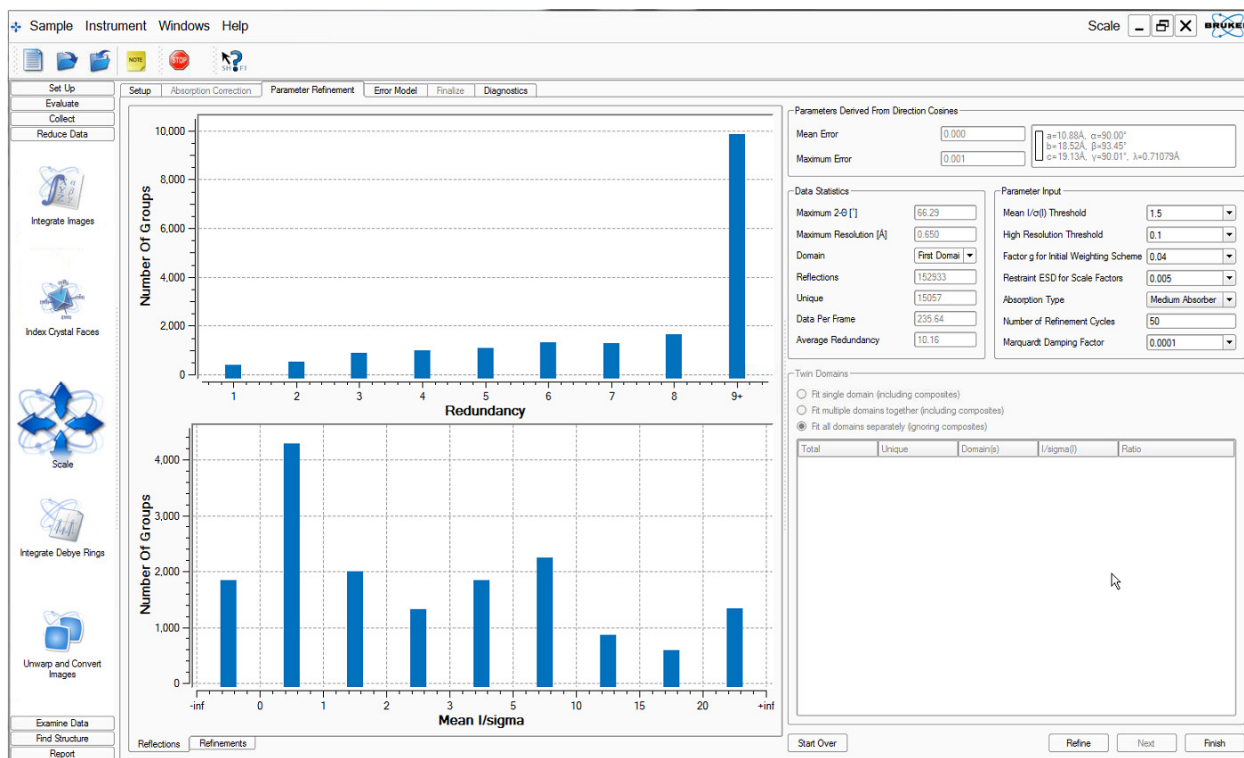 Sample Instrument Windows Help Scale BRUKER
NOTE STOP SH FI
Set Up
Evaluate
Collect
Reduce Data
Integrate Images
Index Crystal Faces
Scale
Integrate Debye Rings
Unwarp and Convert
Images
Examine Data
Find Structure
Report
Setup Absorption Correction Parameter Refinement Error Model Finalize Diagnostics
Number Of Groups
10,000
8,000
6,000
4,000
2,000
0
1 2 3 4 5 6 7 8 9+
Redundancy
Number Of Groups
4,000
3,000
2,000
1,000
0
-inf 0 1 2 3 5 10 15 20 +inf
Mean I/sigma
Reflections Refinements
Parameters Derived From Direction Cosines
Mean Error 0.000
Maximum Error 0.001
a=10.88Å, α=90.00°
b=18.52Å, β=93.45°
c=19.13Å, γ=90.01°, λ=0.71079Å
Data Statistics
Maximum 2-Θ [°] 66.29
Maximum Resolution [Å] 0.650
Domain First Domai
Reflections 152933
Unique 15057
Data Per Frame 235.64
Average Redundancy 10.16
Parameter Input
Mean I/σ(I) Threshold 1.5
High Resolution Threshold 0.1
Factor g for Initial Weighting Scheme 0.04
Restraint ESD for Scale Factors 0.005
Absorption Type Medium Absorber
Number of Refinement Cycles 50
Marquardt Damping Factor 0.0001
Twin Domains
Fit single domain (including composites)
Fit multiple domains together (including composites)
Fit all domains separately (ignoring composites)
Total Unique Domain(s) I/sigma(I) Ratio
Start Over Refine Next Finish